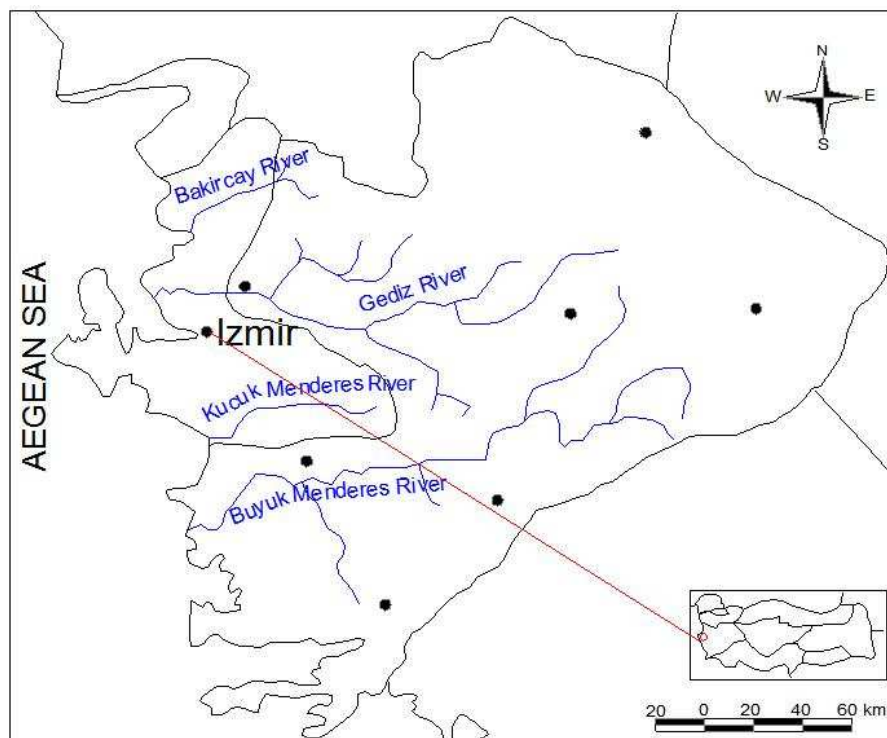 N
W E
S
Bakircay River
AEGEAN SEA
Gediz River
Izmir
Kucuk Menderes River
Buyuk Menderes River
20 0 20 40 60 km